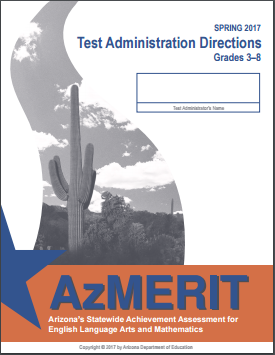 SPRING 2017
Test Administration Directions
Grades 3–8
Test Administrator's Name
AzMERIT
Arizona's Statewide Achievement Assessment for
English Language Arts and Mathematics
Copyright © 2017 by Arizona Department of Education